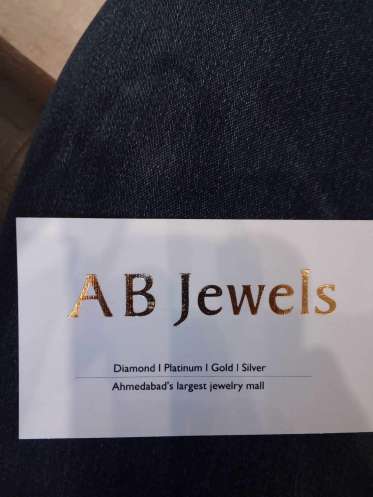 AB Jewels
Diamond | Platinum | Gold | Silver
Ahmedabad's largest jewelry mall